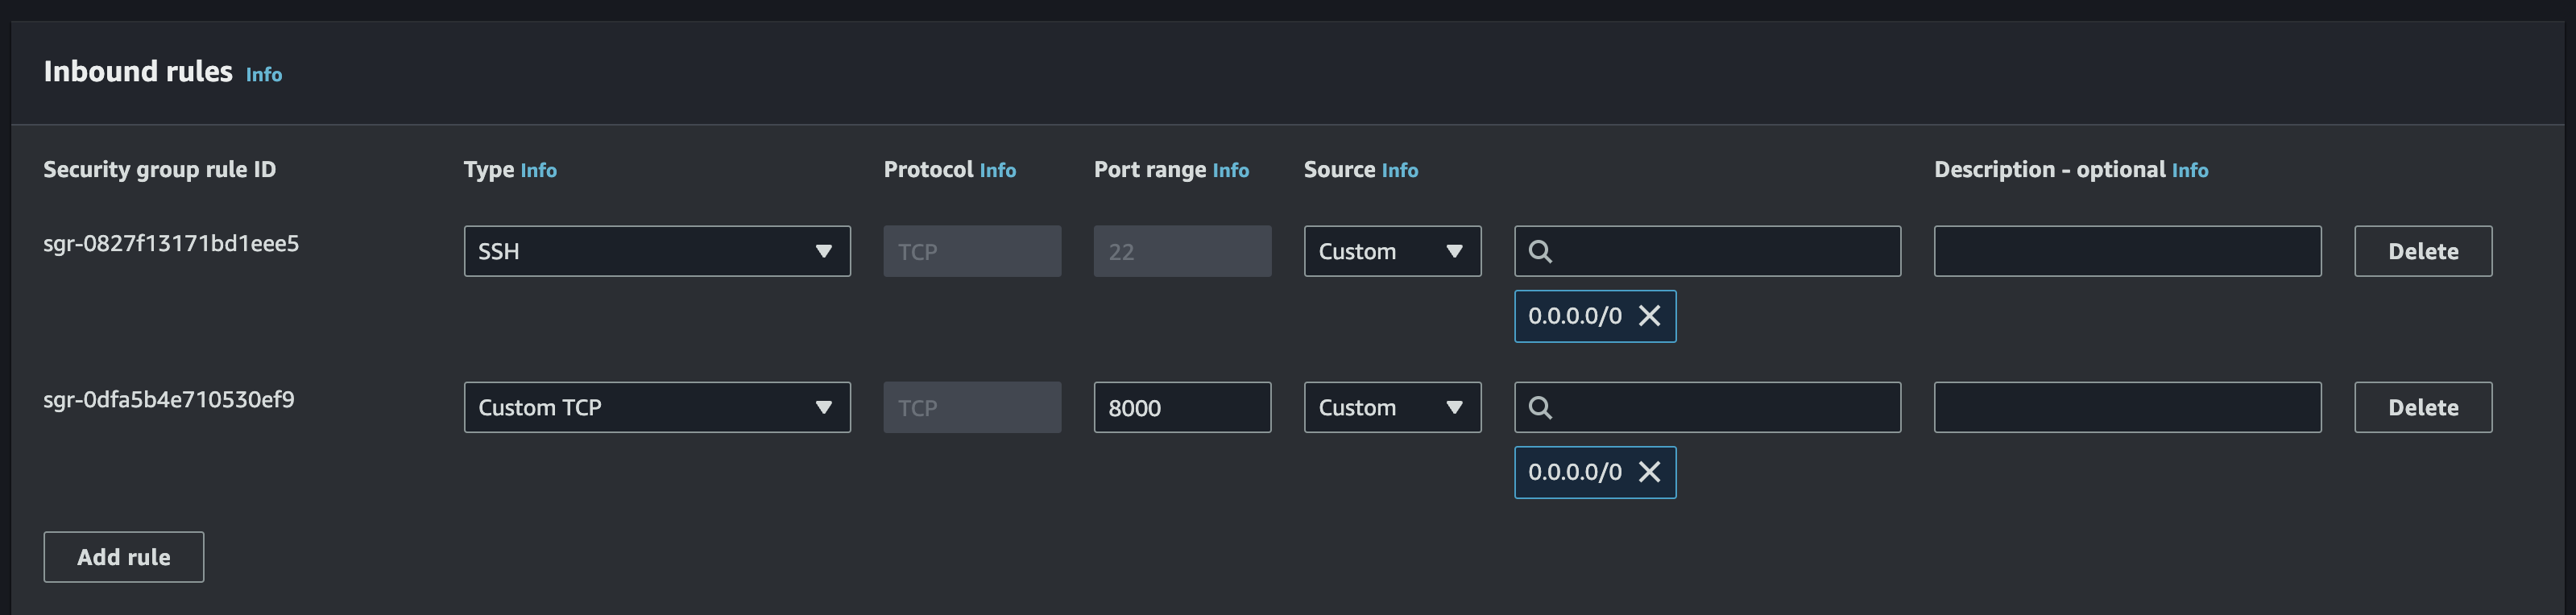 Inbound rules Info
Security group rule ID Type Info Protocol Info Port range Info Source Info Description - optional Info
sgr-0827f13171bd1eee5 SSH TCP 22 Custom Delete
0.0.0.0/0
sgr-0dfa5b4e710530ef9 Custom TCP TCP 8000 Custom Delete
0.0.0.0/0
Add rule